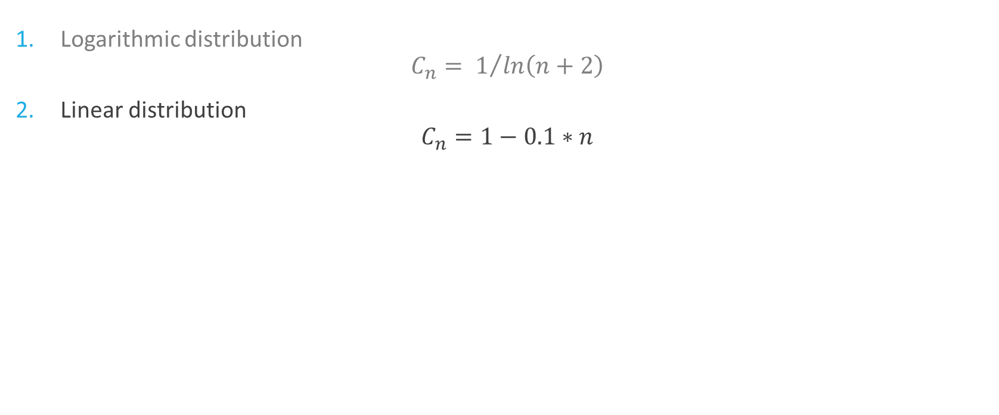 1. Logarithmic distribution
Cₙ = 1/ln(n + 2)
2. Linear distribution
Cₙ = 1 − 0.1 ∗ n